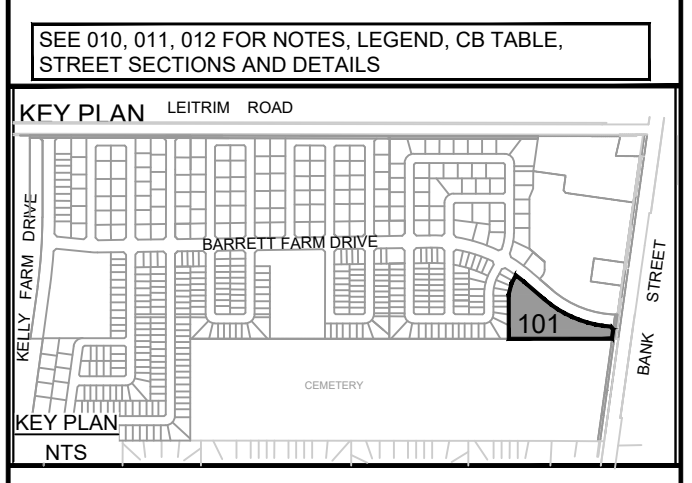 SEE 010, 011, 012 FOR NOTES, LEGEND, CB TABLE,
STREET SECTIONS AND DETAILS
KEY PLAN
LEITRIM ROAD
KELLY FARM DRIVE
BARRETT FARM DRIVE
BANK STREET
101
CEMETERY
KEY PLAN
NTS